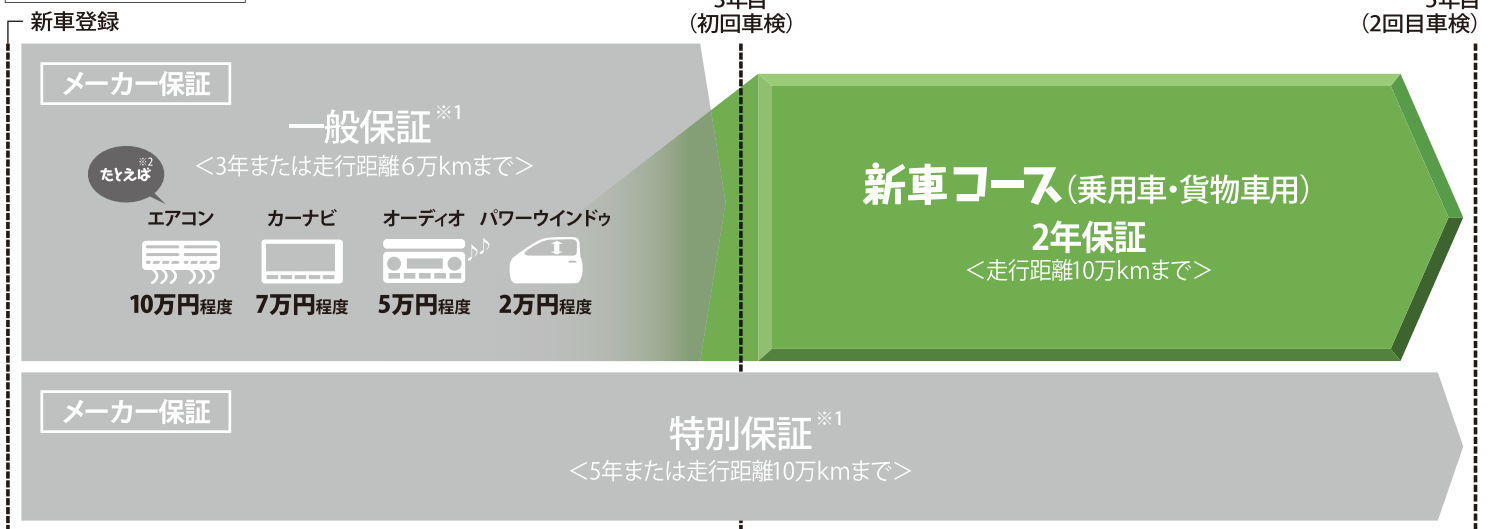 3年目
5年目
新車登録
（初回車検）
（2回目車検）
メーカー保証
一般保証※1
＜3年または走行距離6万kmまで＞
※2
たとえば
エアコン
カーナビ
オーディオ
パワーウインドゥ
10万円程度
7万円程度
5万円程度
2万円程度
新車コース（乗用車・貨物車用）
2年保証
＜走行距離10万kmまで＞
メーカー保証
特別保証※1
＜5年または走行距離10万kmまで＞